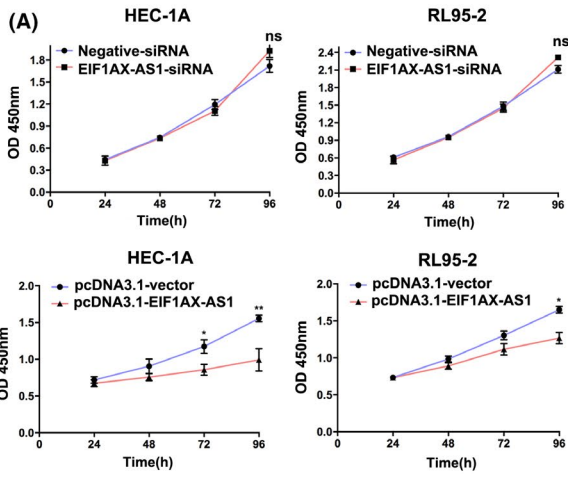 (A)
HEC-1A
ns
Negative-siRNA
EIF1AX-AS1-siRNA
OD 450nm
1.8
1.5
1.2
0.9
0.6
0.3
0.0
0 24 48 72 96
Time(h)
RL95-2
ns
Negative-siRNA
EIF1AX-AS1-siRNA
OD 450nm
2.4
2.1
1.8
1.5
1.2
0.9
0.6
0.3
0.0
0 24 48 72 96
Time(h)
HEC-1A
pcDNA3.1-vector
pcDNA3.1-EIF1AX-AS1
* **
OD 450nm
2.0
1.5
1.0
0.5
0.0
0 24 48 72 96
Time(h)
RL95-2
pcDNA3.1-vector
pcDNA3.1-EIF1AX-AS1
*
OD 450nm
2.0
1.5
1.0
0.5
0.0
0 24 48 72 96
Time(h)